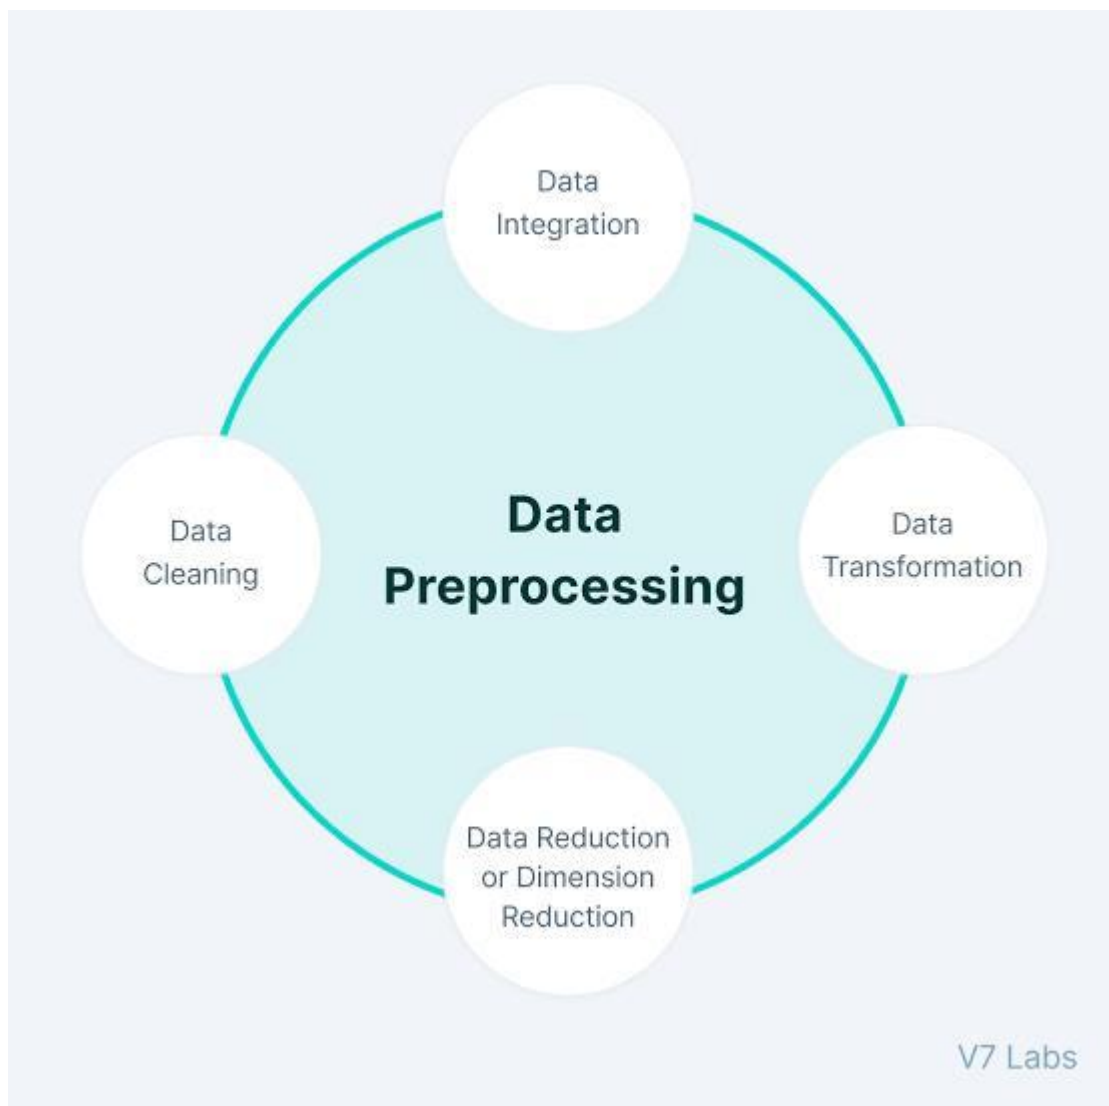 Data
Integration
Data
Cleaning
Data
Preprocessing
Data
Transformation
Data Reduction
or Dimension
Reduction
V7 Labs